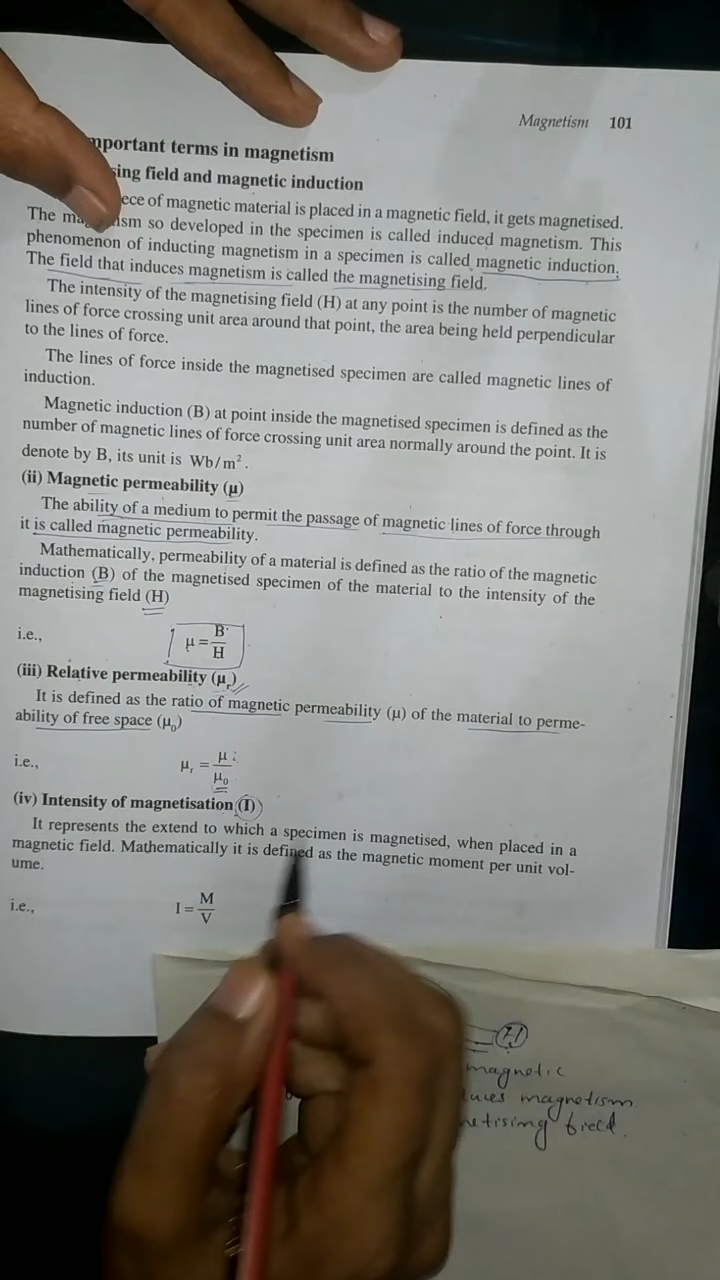 Magnetism 101
mportant terms in magnetism
sing field and magnetic induction
ece of magnetic material is placed in a magnetic field, it gets magnetised.
The ism so developed in the specimen is called induced magnetism. This
phenomenon of inducting magnetism in a specimen is called magnetic induction.
The field that induces magnetism is called the magnetising field.
The intensity of the magnetising field (H) at any point is the number of magnetic
lines of force crossing unit area around that point, the area being held perpendicular
to the lines of force.
The lines of force inside the magnetised specimen are called magnetic lines of
induction.
Magnetic induction (B) at point inside the magnetised specimen is defined as the
number of magnetic lines of force crossing unit area normally around the point. It is
denote by B, its unit is Wb/m².
(ii) Magnetic permeability (μ)
The ability of a medium to permit the passage of magnetic lines of force through
it is called magnetic permeability.
Mathematically, permeability of a material is defined as the ratio of the magnetic
induction (B) of the magnetised specimen of the material to the intensity of the
magnetising field (H)
i.e., μ = B/H
(iii) Relative permeability (μr)
It is defined as the ratio of magnetic permeability (μ) of the material to perme-
ability of free space (μ₀)
i.e., μr = μ/μ₀
(iv) Intensity of magnetisation (I)
It represents the extend to which a specimen is magnetised, when placed in a
magnetic field. Mathematically it is defined as the magnetic moment per unit vol-
ume.
i.e., I = M/V
H
magnetic
uces magnetism
netising field.